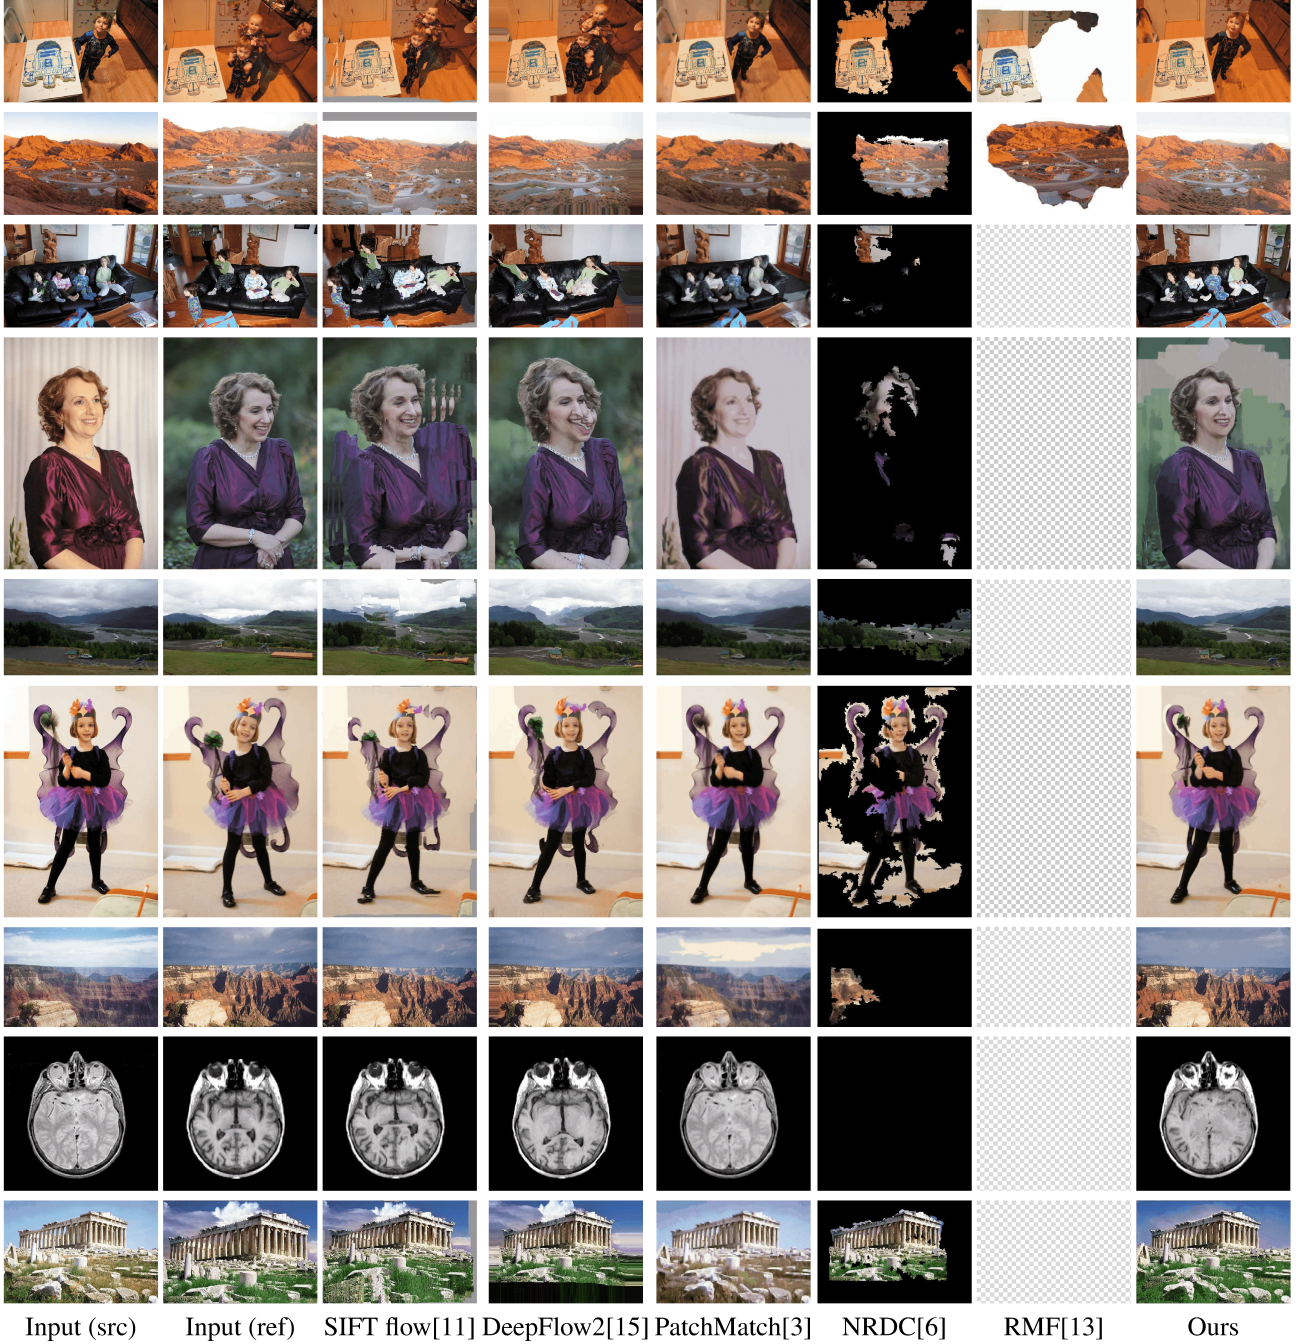 Input (src) Input (ref) SIFT flow[11] DeepFlow2[15] PatchMatch[3] NRDC[6] RMF[13] Ours